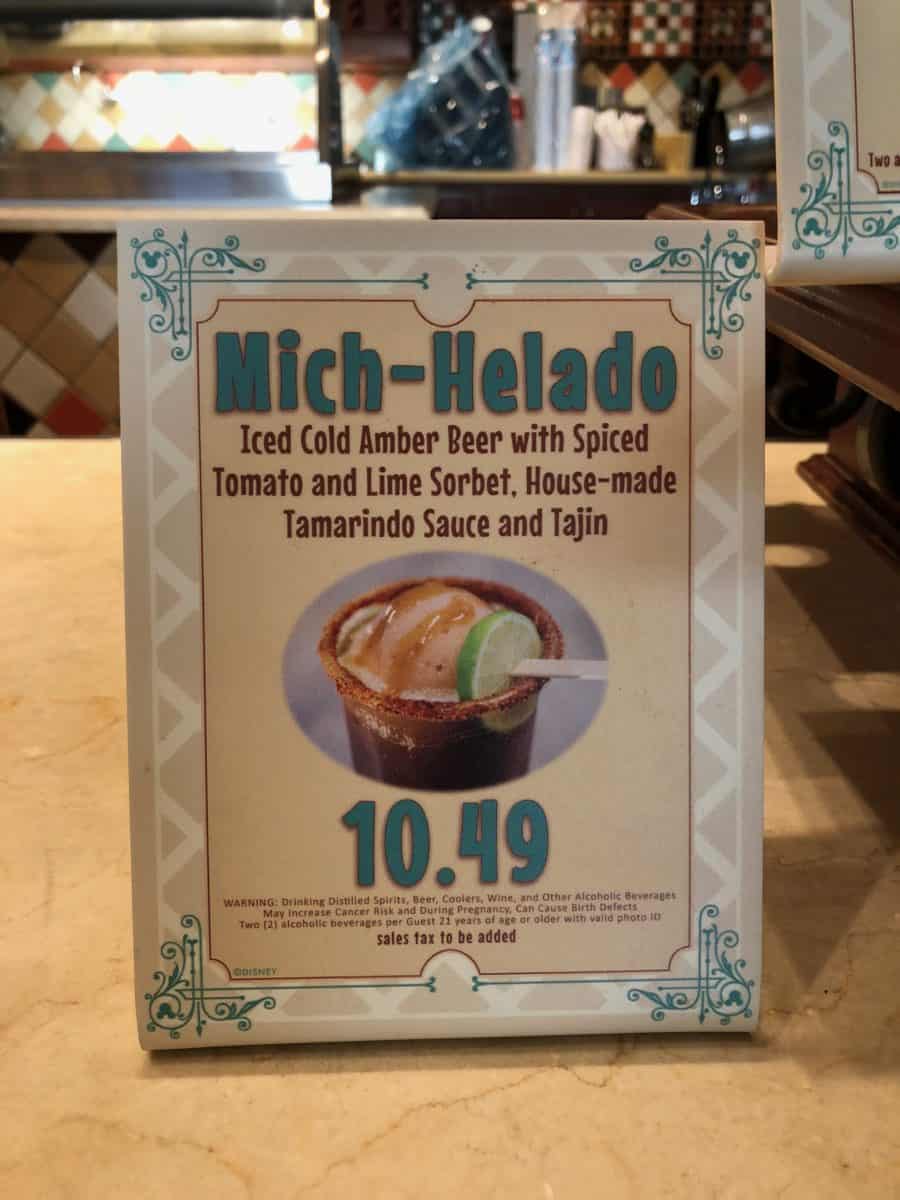 Mich-Helado
Iced Cold Amber Beer with Spiced
Tomato and Lime Sorbet, House-made
Tamarindo Sauce and Tajin
10.49
WARNING: Drinking Distilled Spirits, Beer, Coolers, Wine, and Other Alcoholic Beverages
May Increase Cancer Risk and During Pregnancy, Can Cause Birth Defects
Two (2) alcoholic beverages per Guest 21 years of age or older with valid photo ID
sales tax to be added
©DISNEY
Two